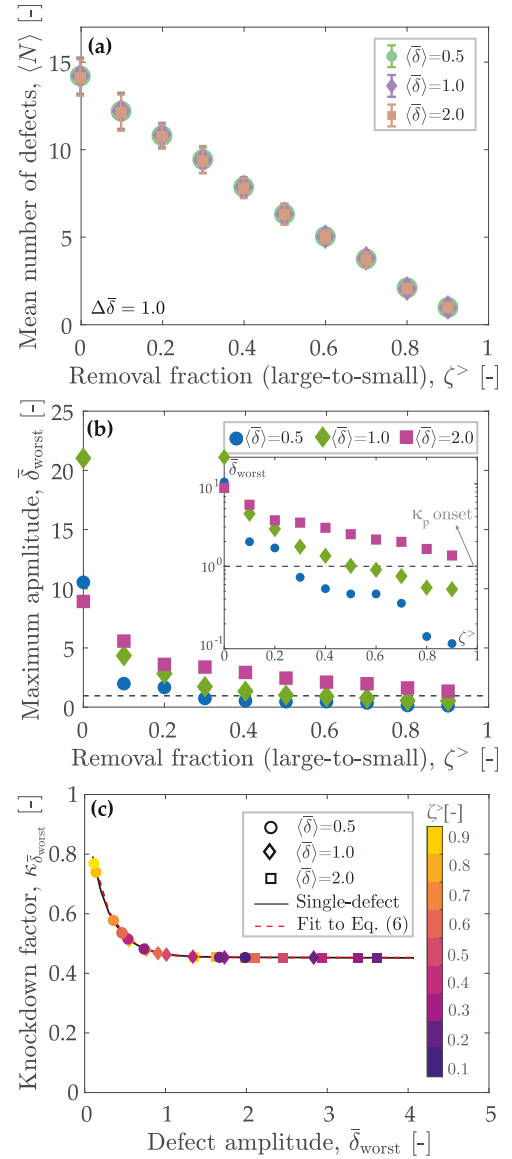 (a)
Mean number of defects, ⟨N⟩ [-]
15
10
5
0
⟨δ̄⟩=0.5
⟨δ̄⟩=1.0
⟨δ̄⟩=2.0
Δδ̄ = 1.0
0 0.2 0.4 0.6 0.8 1
Removal fraction (large-to-small), ζ> [-]
(b)
Maximum apmlitude, δ̄worst [-]
25
20
15
10
5
0
⟨δ̄⟩=0.5 ⟨δ̄⟩=1.0 ⟨δ̄⟩=2.0
δ̄worst
10^1
10^0
10^-1
κp onset
ζ>
0 0.2 0.4 0.6 0.8 1
0 0.2 0.4 0.6 0.8 1
Removal fraction (large-to-small), ζ> [-]
(c)
Knockdown factor, κδ̄worst [-]
1
0.8
0.6
0.4
0.2
0
⟨δ̄⟩=0.5
⟨δ̄⟩=1.0
⟨δ̄⟩=2.0
Single-defect
Fit to Eq. (6)
ζ>[-]
0.9
0.8
0.7
0.6
0.5
0.4
0.3
0.2
0.1
0 1 2 3 4 5
Defect amplitude, δ̄worst [-]